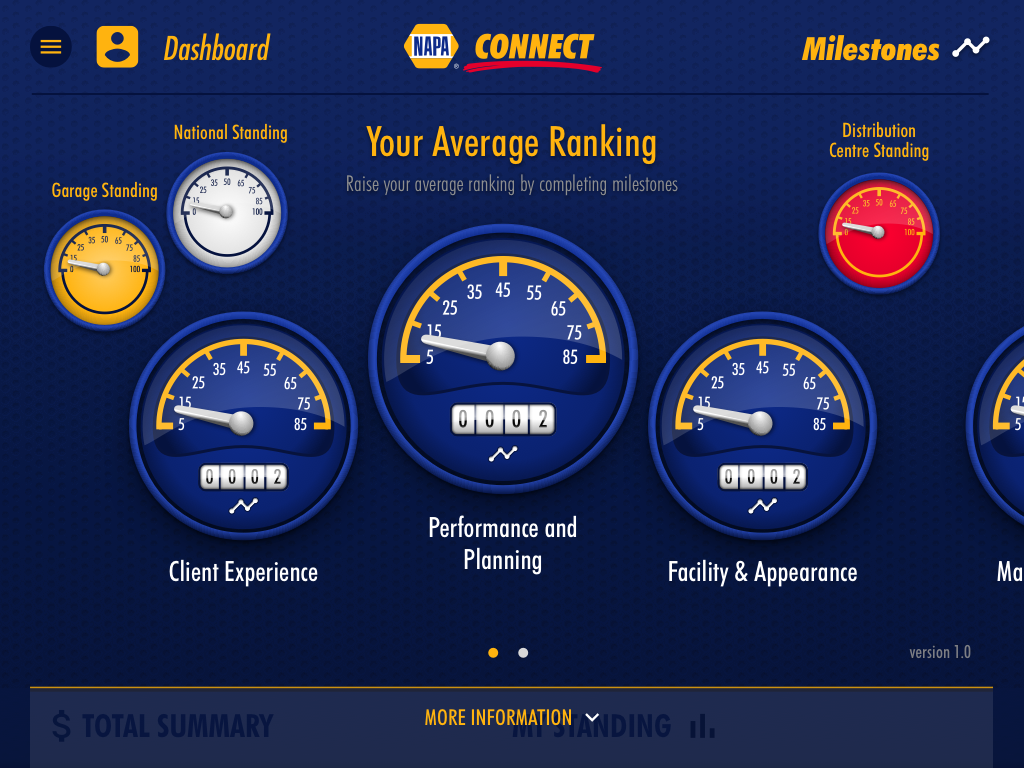 Dashboard
NAPA
®
CONNECT
Milestones
National Standing
Garage Standing
Your Average Ranking
Raise your average ranking by completing milestones
Distribution
Centre Standing
0 15 25 35 50 65 75 85 100
0 15 25 35 50 65 75 85 100
0 15 25 35 50 65 75 85 100
5 15 25 35 45 55 65 75 85
0 0 0 2
Client Experience
5 15 25 35 45 55 65 75 85
0 0 0 2
Performance and
Planning
5 15 25 35 45 55 65 75 85
0 0 0 2
Facility & Appearance
5 15 25
Ma
version 1.0
$ TOTAL SUMMARY
MORE INFORMATION
MY STANDING